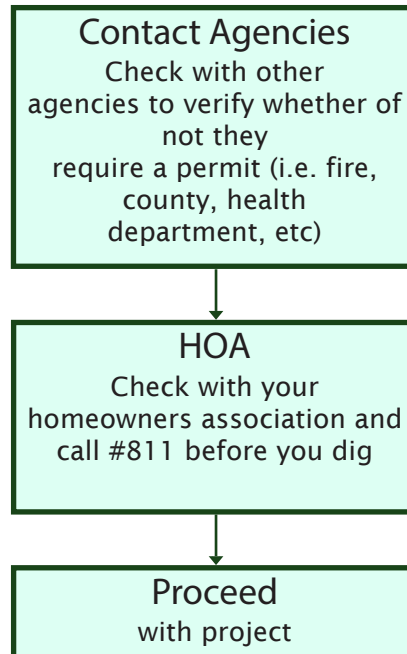 Contact Agencies
Check with other
agencies to verify whether of
not they
require a permit (i.e. fire,
county, health
department, etc)
HOA
Check with your
homeowners association and
call #811 before you dig
Proceed
with project